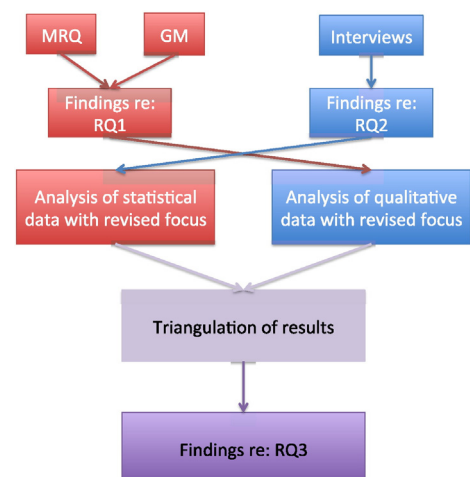 MRQ
GM
Interviews
Findings re:
RQ1
Findings re:
RQ2
Analysis of statistical
data with revised focus
Analysis of qualitative
data with revised focus
Triangulation of results
Findings re: RQ3